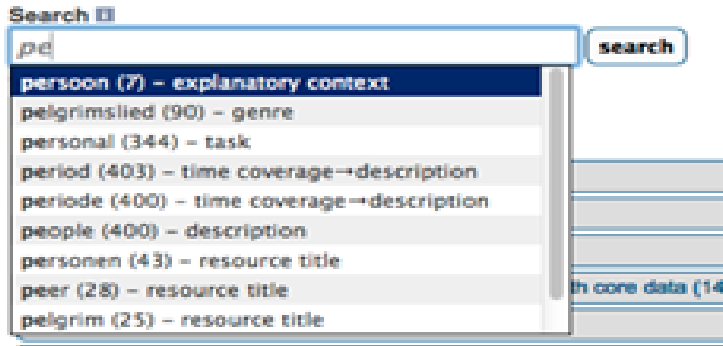 Search
pe
search
persoon (7) – explanatory context
pelgrimslied (90) – genre
personal (344) – task
period (403) – time coverage→description
periode (400) – time coverage→description
people (400) – description
personen (43) – resource title
peer (28) – resource title
th core data (14
pelgrim (25) – resource title